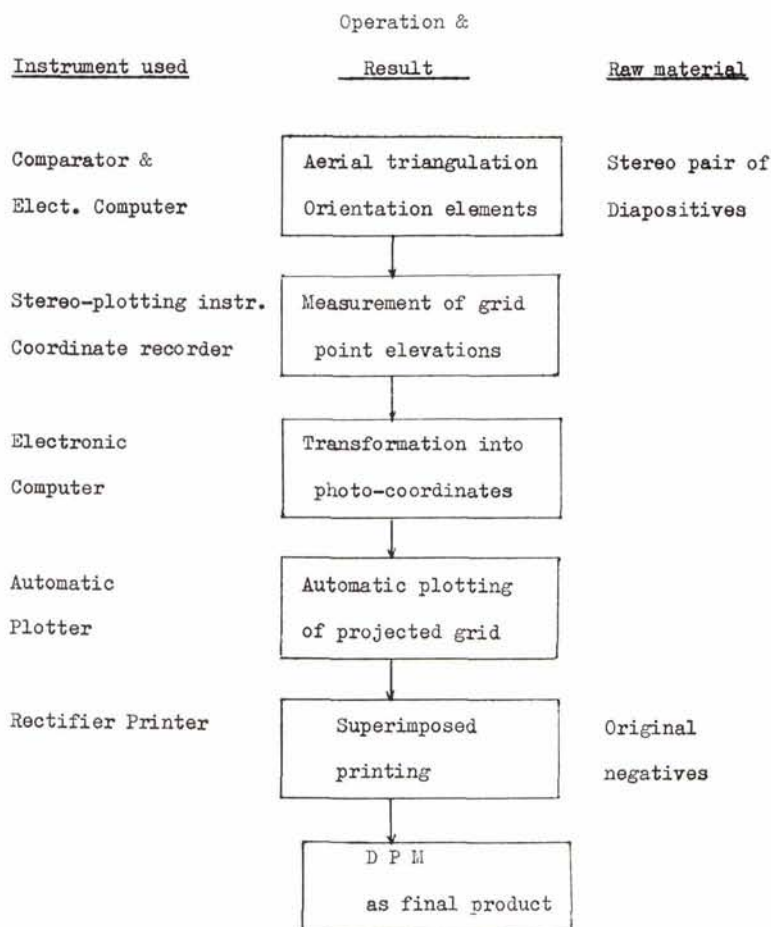 Operation &
Instrument used Result Raw material
Comparator & Aerial triangulation Stereo pair of
Elect. Computer Orientation elements Diapositives
Stereo-plotting instr. Measurement of grid
Coordinate recorder point elevations
Electronic Transformation into
Computer photo-coordinates
Automatic Automatic plotting
Plotter of projected grid
Rectifier Printer Superimposed Original
printing negatives
D P M
as final product